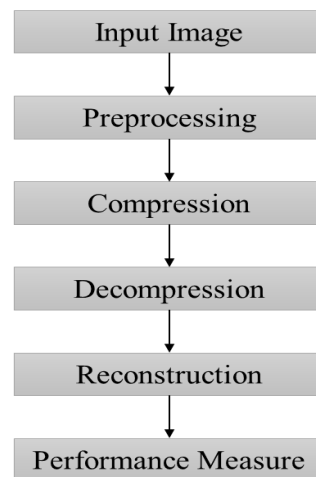 Input Image
Preprocessing
Compression
Decompression
Reconstruction
Performance Measure